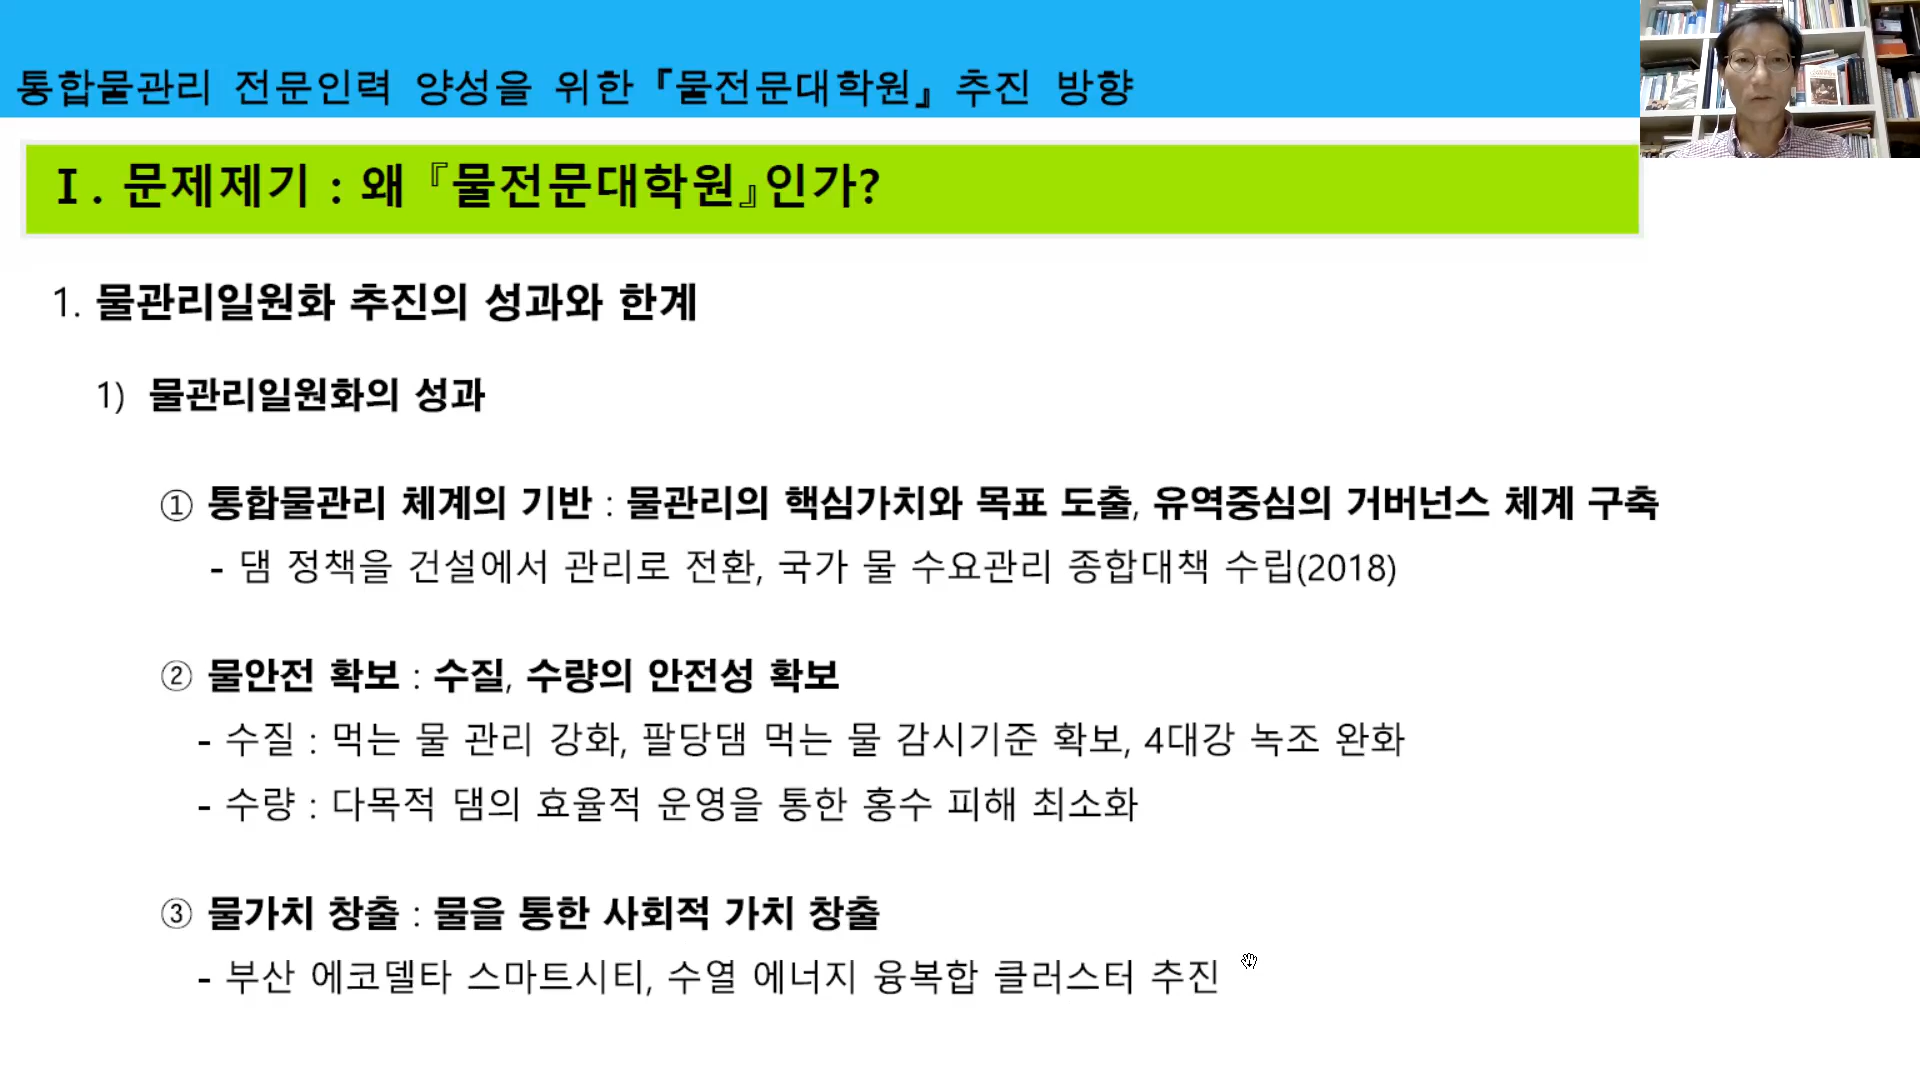 통합물관리 전문인력 양성을 위한『물전문대학원』추진 방향
Ⅰ. 문제제기 : 왜『물전문대학원』인가?
1. 물관리일원화 추진의 성과와 한계
1) 물관리일원화의 성과
① 통합물관리 체계의 기반 : 물관리의 핵심가치와 목표 도출, 유역중심의 거버넌스 체계 구축
- 댐 정책을 건설에서 관리로 전환, 국가 물 수요관리 종합대책 수립(2018)
② 물안전 확보 : 수질, 수량의 안전성 확보
- 수질 : 먹는 물 관리 강화, 팔당댐 먹는 물 감시기준 확보, 4대강 녹조 완화
- 수량 : 다목적 댐의 효율적 운영을 통한 홍수 피해 최소화
③ 물가치 창출 : 물을 통한 사회적 가치 창출
- 부산 에코델타 스마트시티, 수열 에너지 융복합 클러스터 추진